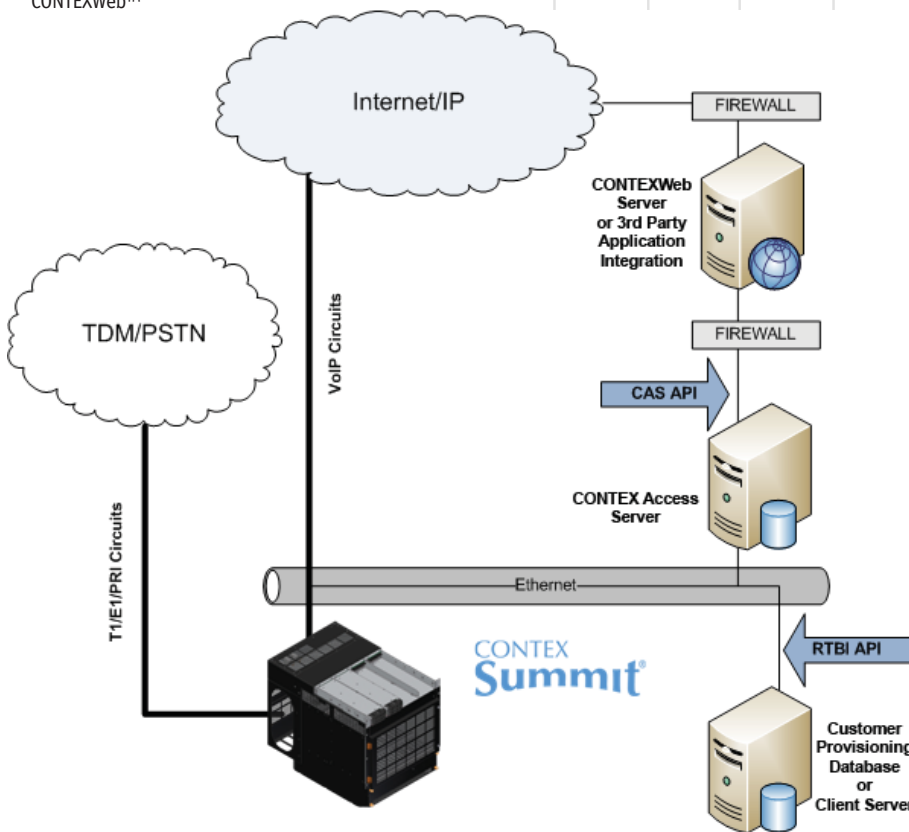 CONTEXWeb™
Internet/IP
FIREWALL
CONTEXWeb
Server
or 3rd Party
Application
Integration
TDM/PSTN
VoIP Circuits
FIREWALL
CAS API
CONTEX Access
Server
T1/E1/PRI Circuits
Ethernet
CONTEX
Summit®
RTBI API
Customer
Provisioning
Database
or
Client Server